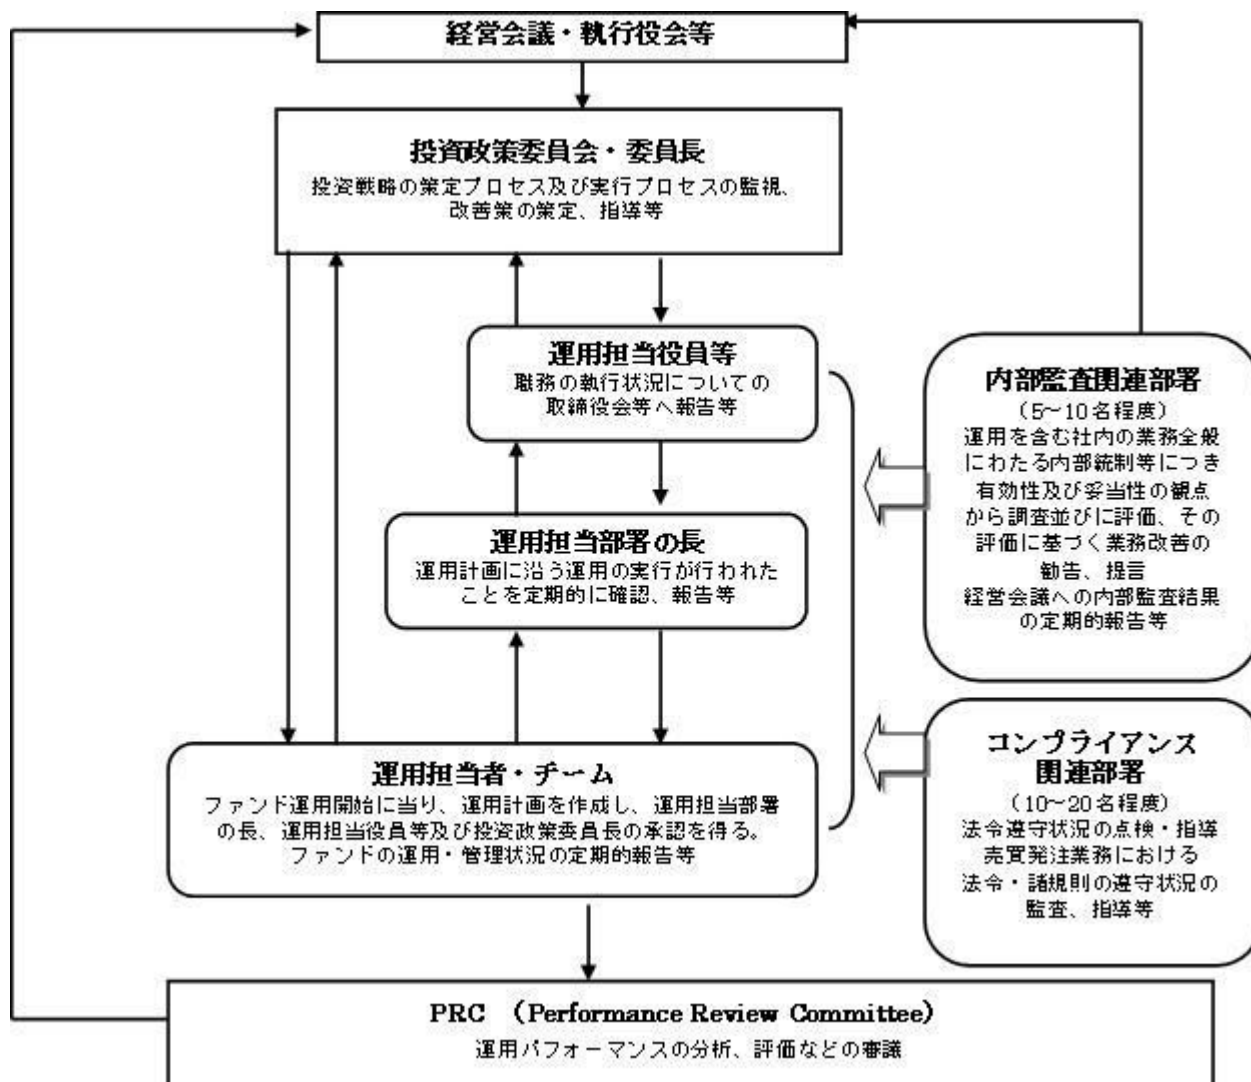 経営会議・執行役会等
投資政策委員会・委員長
投資戦略の策定プロセス及び実行プロセスの監視、
改善策の策定、指導等
運用担当役員等
職務の執行状況についての
取締役会等へ報告等
運用担当部署の長
運用計画に沿う運用の実行が行われた
ことを定期的に確認、報告等
運用担当者・チーム
ファンド運用開始に当り、運用計画を作成し、運用担当部署
の長、運用担当役員等及び投資政策委員長の承認を得る。
ファンドの運用・管理状況の定期的報告等
内部監査関連部署
（5～10名程度）
運用を含む社内の業務全般
にわたる内部統制等につき
有効性及び妥当性の観点
から調査並びに評価、その
評価に基づく業務改善の
勧告、提言
経営会議への内部監査結果
の定期的報告等
コンプライアンス
関連部署
（10～20名程度）
法令遵守状況の点検・指導
売買発注業務における
法令・諸規則の遵守状況の
監査、指導等
PRC （Performance Review Committee）
運用パフォーマンスの分析、評価などの審議